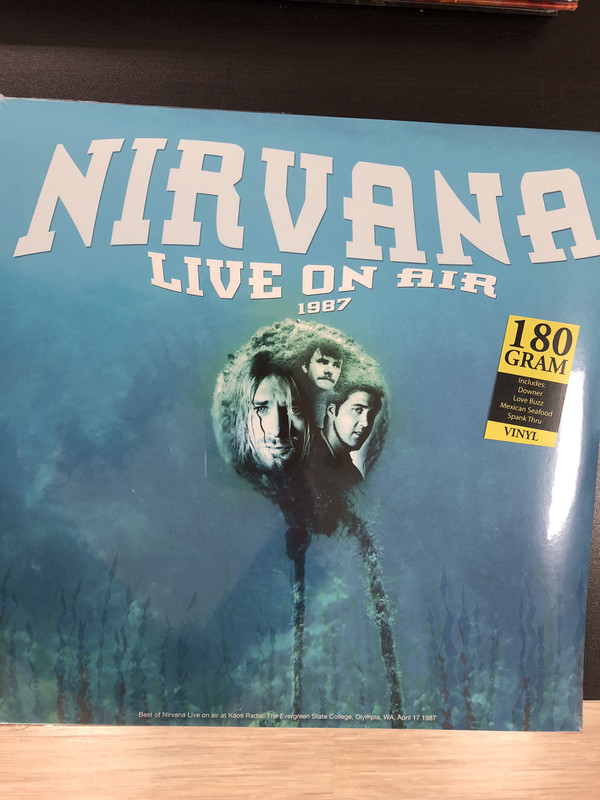 NIRVANA
LIVE ON AIR
1987
180
GRAM
Includes:
Downer
Love Buzz
Mexican Seafood
Spank Thru
VINYL
Best of Nirvana Live on air at Kaos Radio, The Evergreen State College, Olympia, WA, April 17 1987